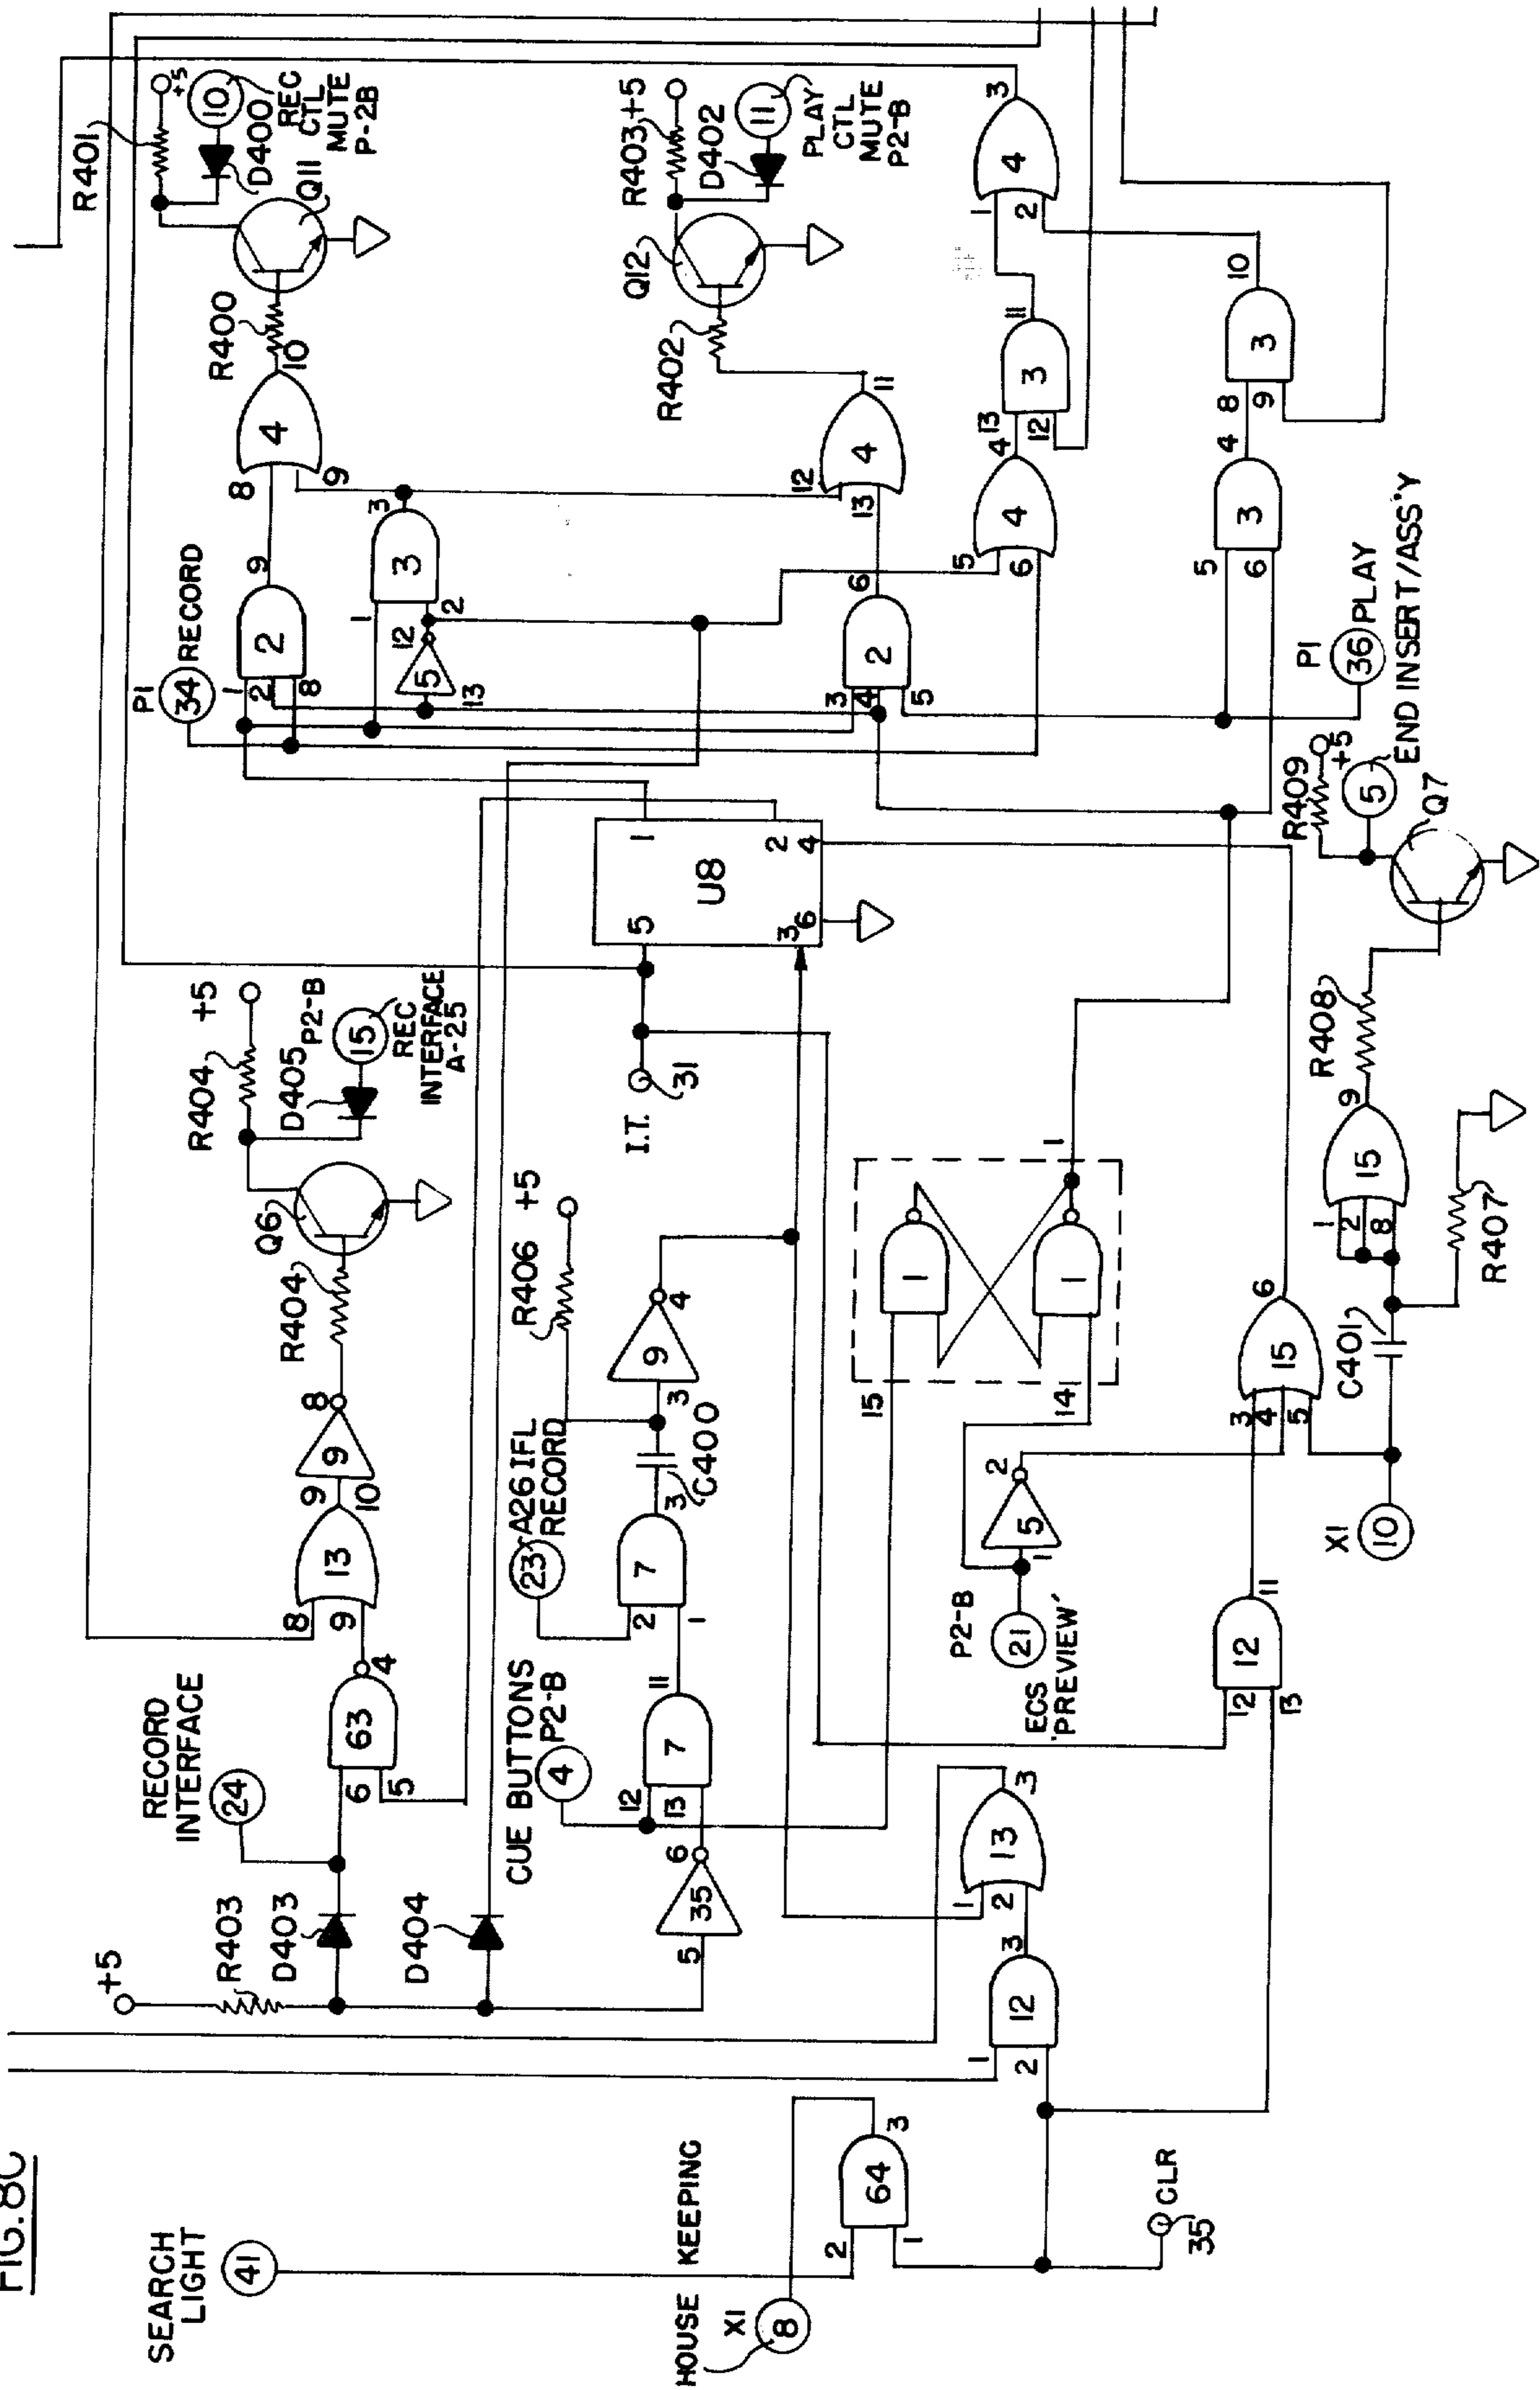 FIG. 8C
SEARCH
LIGHT
41
HOUSE KEEPING
X1
8
2
1
64
3
CLR
35
+5
R403
D403
D404
RECORD
INTERFACE
24
6
5
63
4
8
9
13
9
10
9
8
R404
Q6
R404
+5
D405
P2-B
15
REC
INTERFACE
A-25
CUE BUTTONS
4
P2-B
5
35
6
12
13
7
11
23
A26 IFL
RECORD
2
1
7
3
C400
R406
+5
3
9
4
I.T.
31
5
U8
1
2
3
4
6
1
2
12
3
1
2
13
3
P2-B
21
ECS
'PREVIEW'
1
5
2
15
14
1
1
1
12
13
12
11
3
4
5
15
6
X1
10
C401
R407
1
2
8
15
9
R408
Q7
R409
+5
5
END INSERT/ASS'Y
P1
34
RECORD
1
2
8
2
9
8
9
4
10
R400
Q11
R401
+5
10
D400
REC
CTL
MUTE
P-2B
13
5
12
1
2
3
3
3
4
5
2
6
12
13
4
11
R402
Q12
R403
+5
D402
11
PLAY
CTL
MUTE
P2-B
5
6
4
4
13
12
3
11
1
2
4
3
P1
36
PLAY
5
6
3
4
8
9
3
10